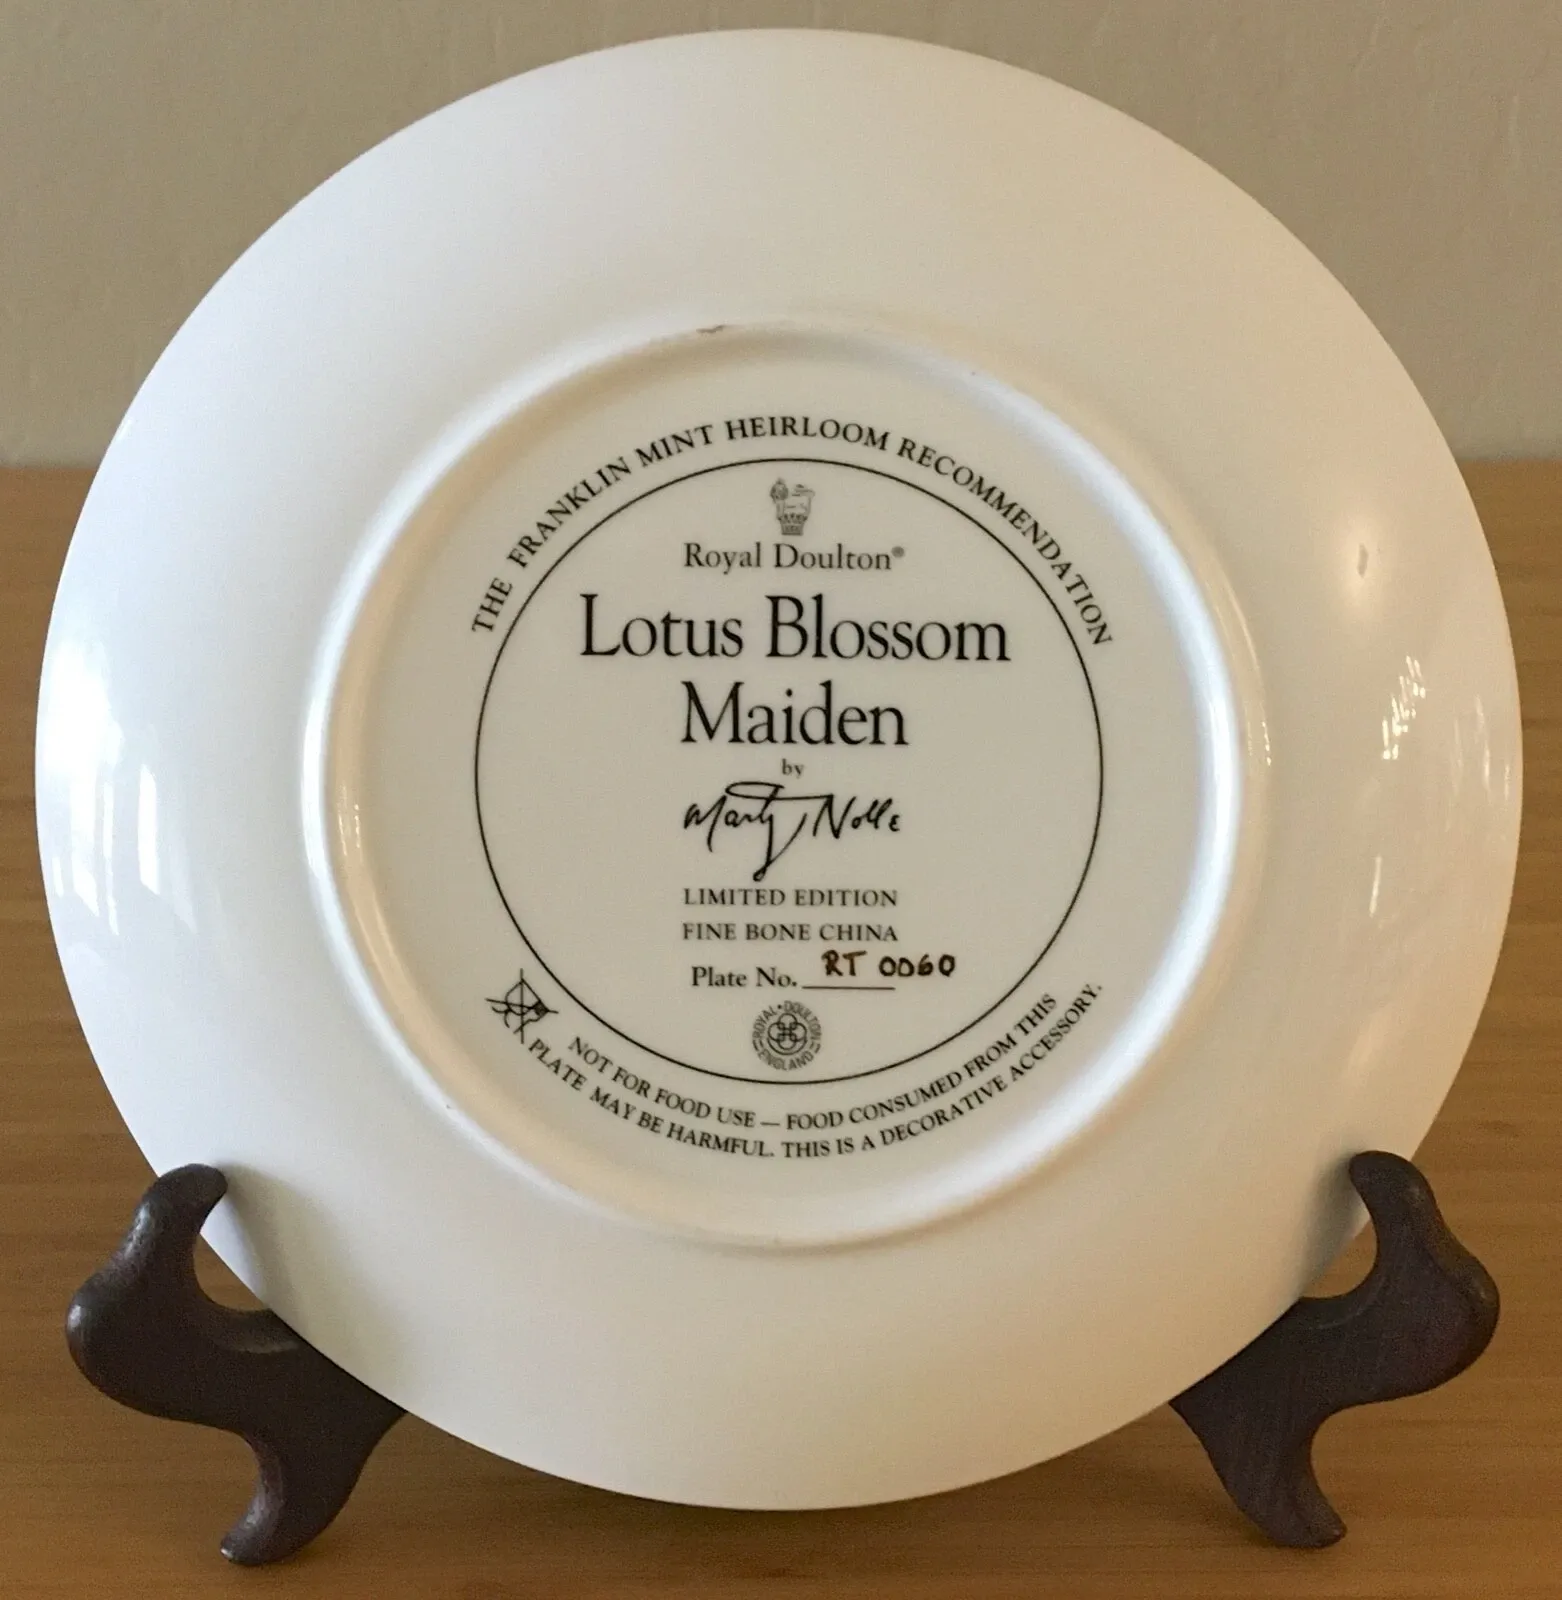 THE FRANKLIN MINT HEIRLOOM RECOMMENDATION
Royal Doulton®
Lotus Blossom
Maiden
by
Marty Nolle
LIMITED EDITION
FINE BONE CHINA
Plate No. RT 0060
ROYAL • DOULTON
ENGLAND
NOT FOR FOOD USE — FOOD CONSUMED FROM THIS
PLATE MAY BE HARMFUL. THIS IS A DECORATIVE ACCESSORY.